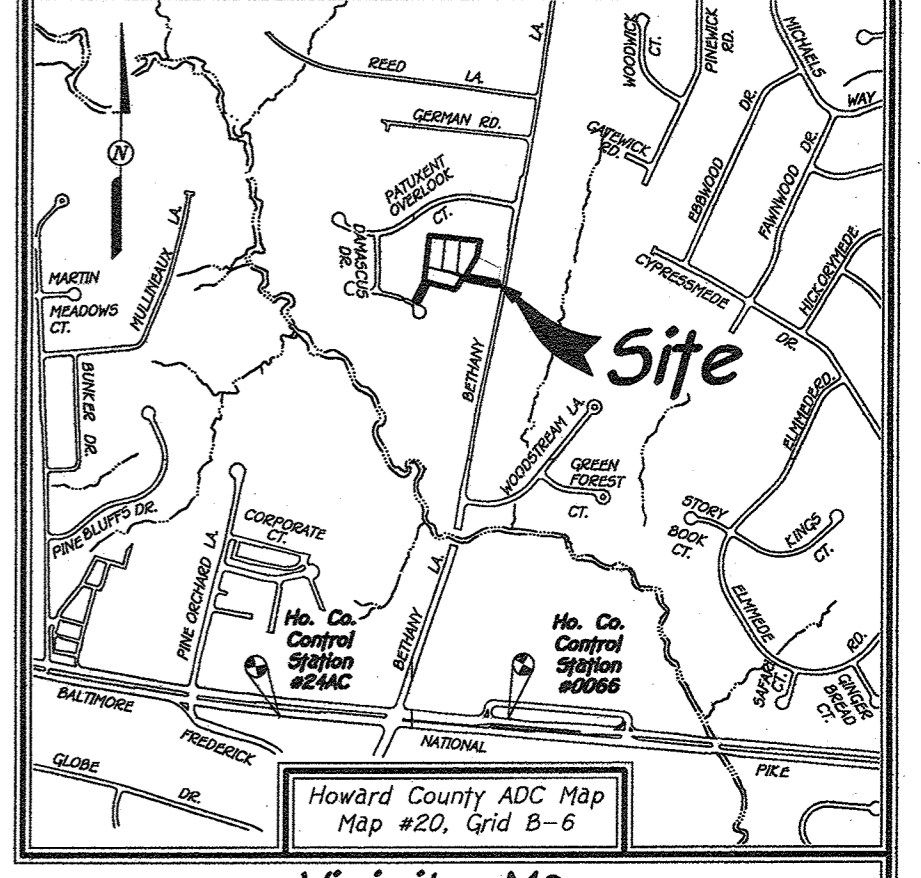 LA.
REED LA.
GERMAN RD.
WOODWICK
CT.
PINEWICK
RD.
MICHAELS
WAY
DR.
GATEWICK
RD.
EBBWOOD
FAWNWOOD DR.
PATUXENT
OVERLOOK
CT.
DAMASCUS
DR.
N
MULLINEAUX LA.
MARTIN
MEADOWS
CT.
CYPRESSMEDE
DR.
HICKORYMEDE
Site
BETHANY
BUNKER DR.
ELMMEDE RD.
WOODSTREAM LA.
GREEN
FOREST
CT.
STORY
BOOK
CT.
KINGS
CT.
PINE BLUFFS DR.
CORPORATE
CT.
PINE ORCHARD LA.
BETHANY LA.
ELMMEDE
RD.
Ho. Co.
Control
Station
#24AC
Ho. Co.
Control
Station
#0066
SAFARI
CT.
GINGER
BREAD
CT.
BALTIMORE
NATIONAL
PIKE
FREDERICK
GLOBE DR.
Howard County ADC Map
Map #20, Grid B-6